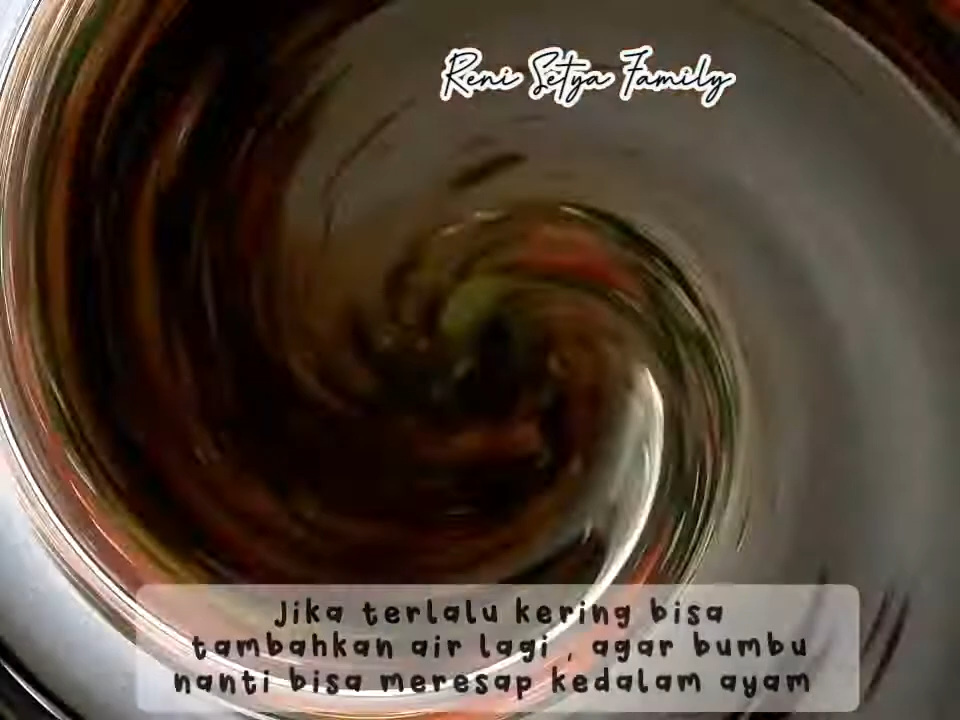 Reni Setya Family
Jika terlalu kering bisa
tambahkan air lagi , agar bumbu
nanti bisa meresap kedalam ayam